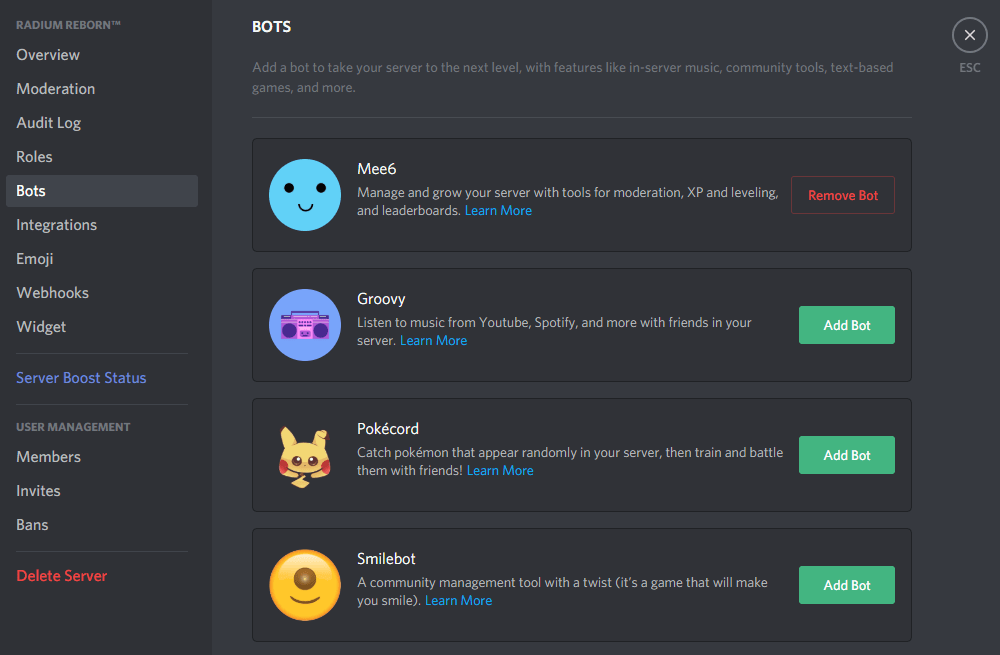 RADIUM REBORN™
Overview
Moderation
Audit Log
Roles
Bots
Integrations
Emoji
Webhooks
Widget
Server Boost Status
USER MANAGEMENT
Members
Invites
Bans
Delete Server
BOTS
Add a bot to take your server to the next level, with features like in-server music, community tools, text-based
games, and more.
ESC
Mee6
Manage and grow your server with tools for moderation, XP and leveling,
and leaderboards. Learn More
Remove Bot
Groovy
Listen to music from Youtube, Spotify, and more with friends in your
server. Learn More
Add Bot
Pokécord
Catch pokémon that appear randomly in your server, then train and battle
them with friends! Learn More
Add Bot
Smilebot
A community management tool with a twist (it's a game that will make
you smile). Learn More
Add Bot